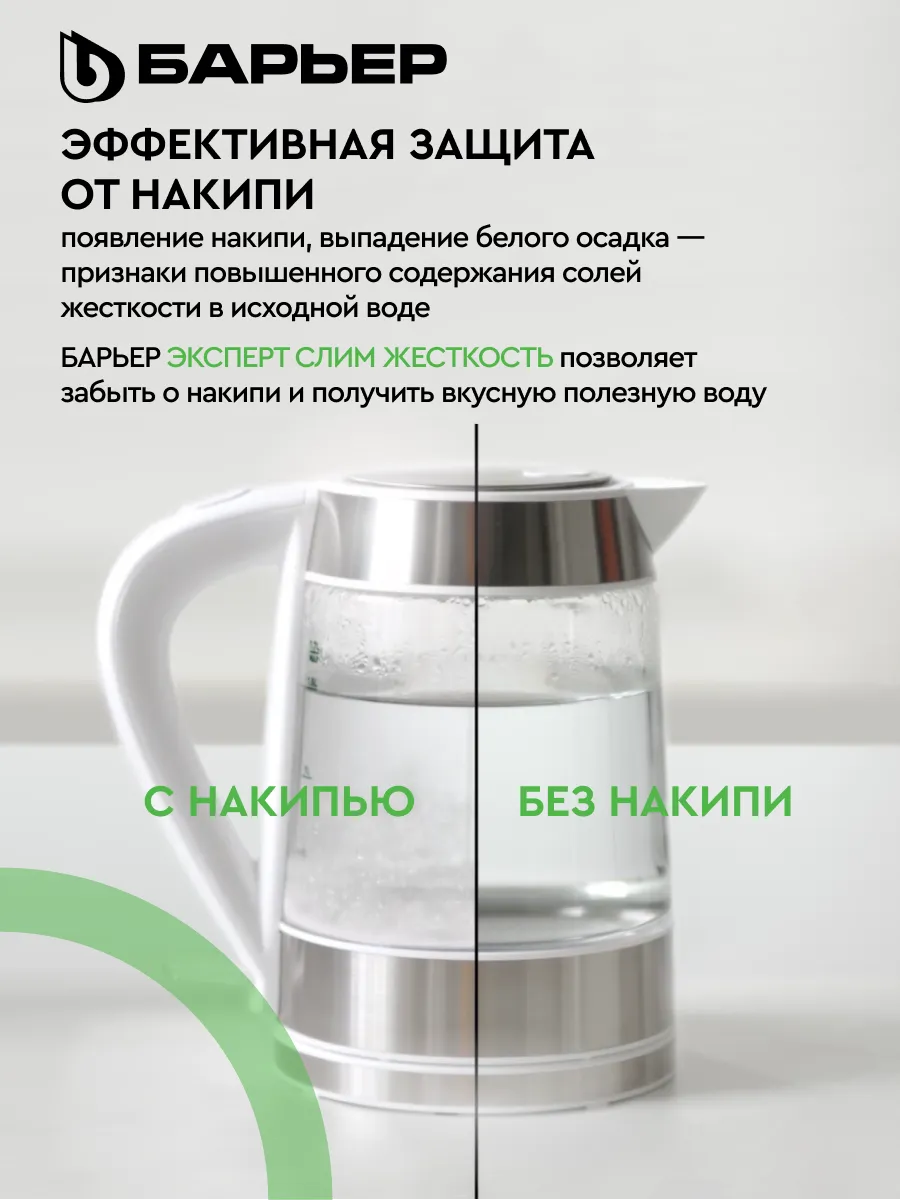 БАРЬЕР
ЭФФЕКТИВНАЯ ЗАЩИТА
ОТ НАКИПИ
появление накипи, выпадение белого осадка —
признаки повышенного содержания солей
жесткости в исходной воде
БАРЬЕР ЭКСПЕРТ СЛИМ ЖЕСТКОСТЬ позволяет
забыть о накипи и получить вкусную полезную воду
С НАКИПЬЮ
БЕЗ НАКИПИ